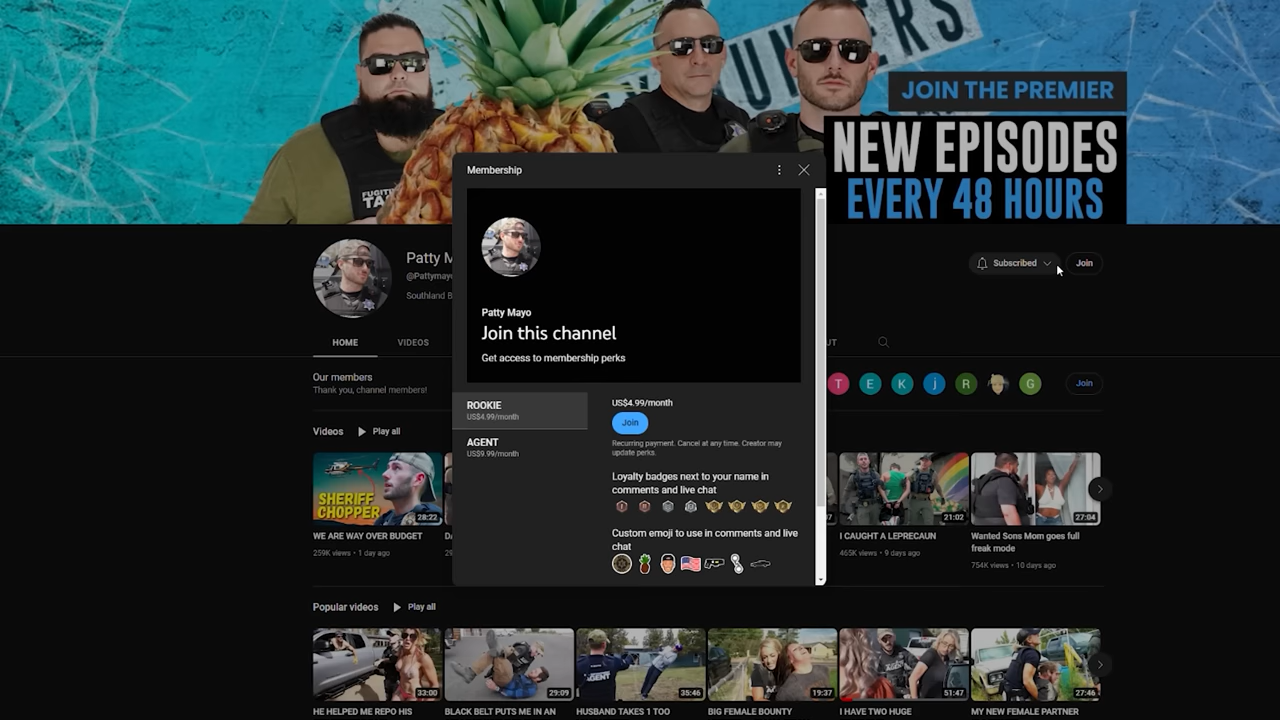 UNKERS
JOIN THE PREMIER
NEW EPISODES
EVERY 48 HOURS
FUGITI
TA
Membership
Patty Mayo
Join this channel
Get access to membership perks
Patty M
@Pattymayo
Southland B
Subscribed
Join
HOME
VIDEOS
UT
Our members
Thank you, channel members!
T
E
K
j
R
G
Join
ROOKIE
US$4.99/month
AGENT
US$9.99/month
US$4.99/month
Join
Recurring payment. Cancel at any time. Creator may
update perks.
Loyalty badges next to your name in
comments and live chat
Custom emoji to use in comments and live
chat
Videos
Play all
SHERIFF
CHOPPER
28:22
21:02
27:04
WE ARE WAY OVER BUDGET
259K views • 1 day ago
I CAUGHT A LEPRECAUN
465K views • 9 days ago
Wanted Sons Mom goes full
freak mode
754K views • 10 days ago
Popular videos
Play all
AGENT
33:00
29:09
35:46
19:37
51:47
27:46
HE HELPED ME REPO HIS
BLACK BELT PUTS ME IN AN
HUSBAND TAKES 1 TOO
BIG FEMALE BOUNTY
I HAVE TWO HUGE
MY NEW FEMALE PARTNER